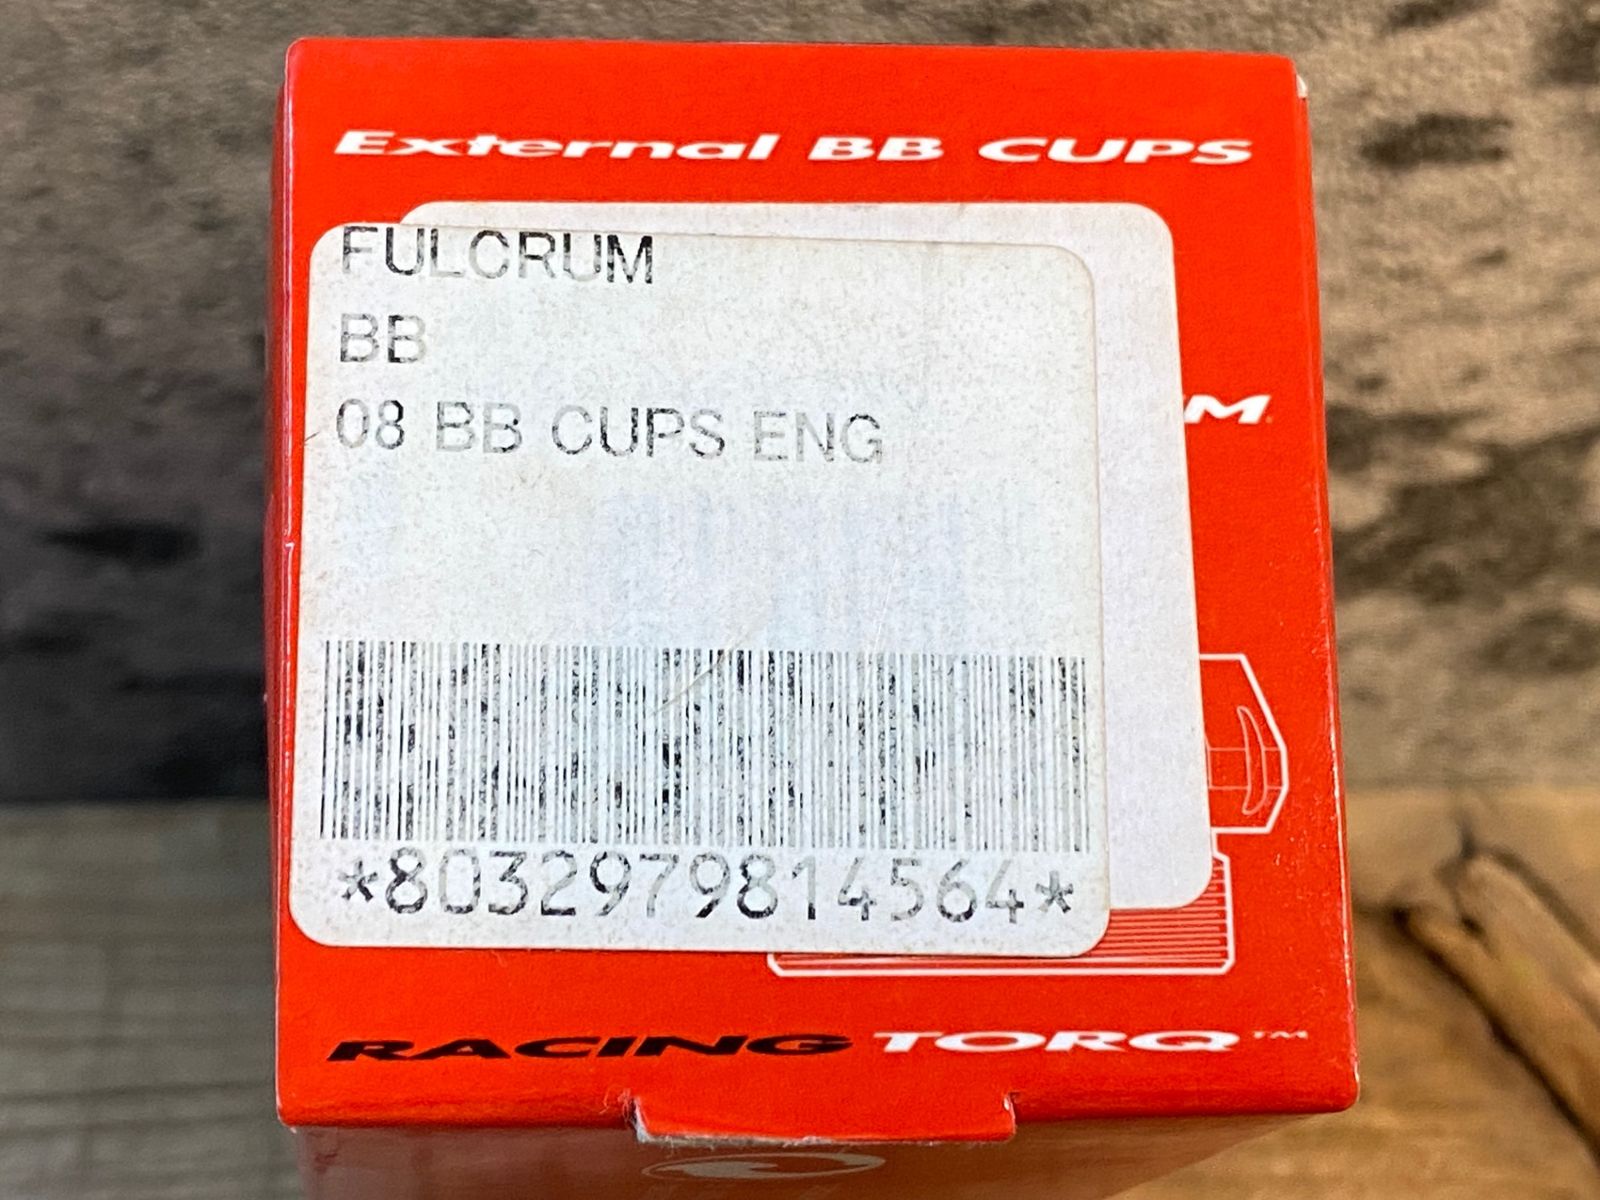 External BB CUPS
FULCRUM
BB
08 BB CUPS ENG
M
*8032979814564*
RACING TORQ™